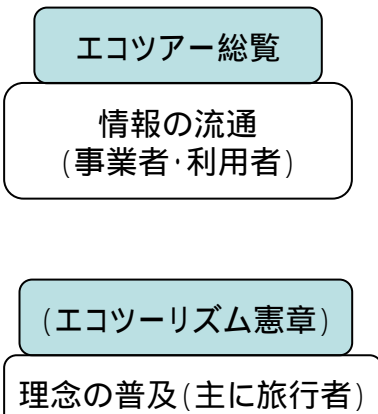 エコツアー総覧
情報の流通
(事業者・利用者)
(エコツーリズム憲章)
理念の普及(主に旅行者)